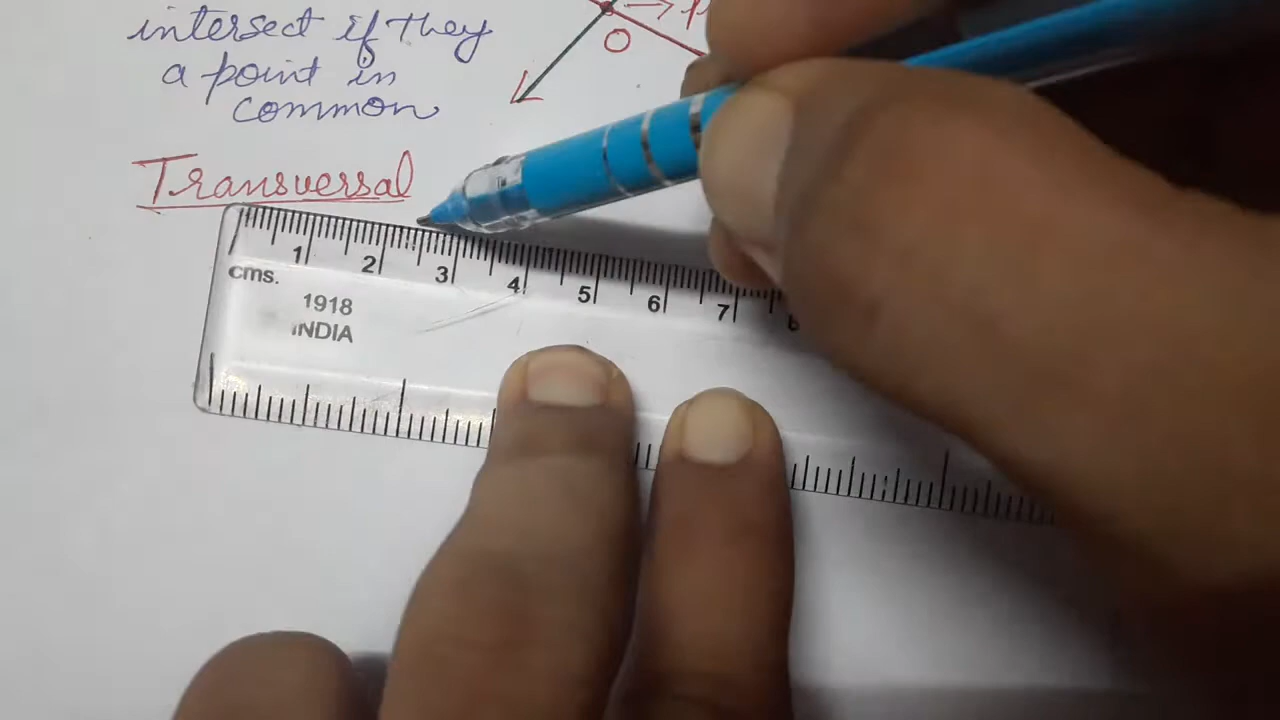 intersect if they
a point in
common
O
Transversal
1 2 3 4 5 6 7
cms.
1918
INDIA